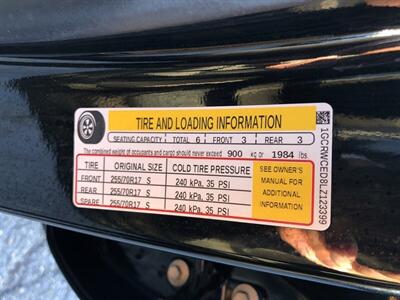 TIRE AND LOADING INFORMATION
SEATING CAPACITY TOTAL 6 FRONT 3 REAR 3
The combined weight of occupants and cargo should never exceed 900 kg or 1984 lbs.
TIRE ORIGINAL SIZE COLD TIRE PRESSURE
FRONT 255/70R17 S 240 kPa, 35 PSI
REAR 255/70R17 S 240 kPa, 35 PSI
SPARE 255/70R17 S 240 kPa, 35 PSI
SEE OWNER'S
MANUAL FOR
ADDITIONAL
INFORMATION
1GCRWCED8LZ123399